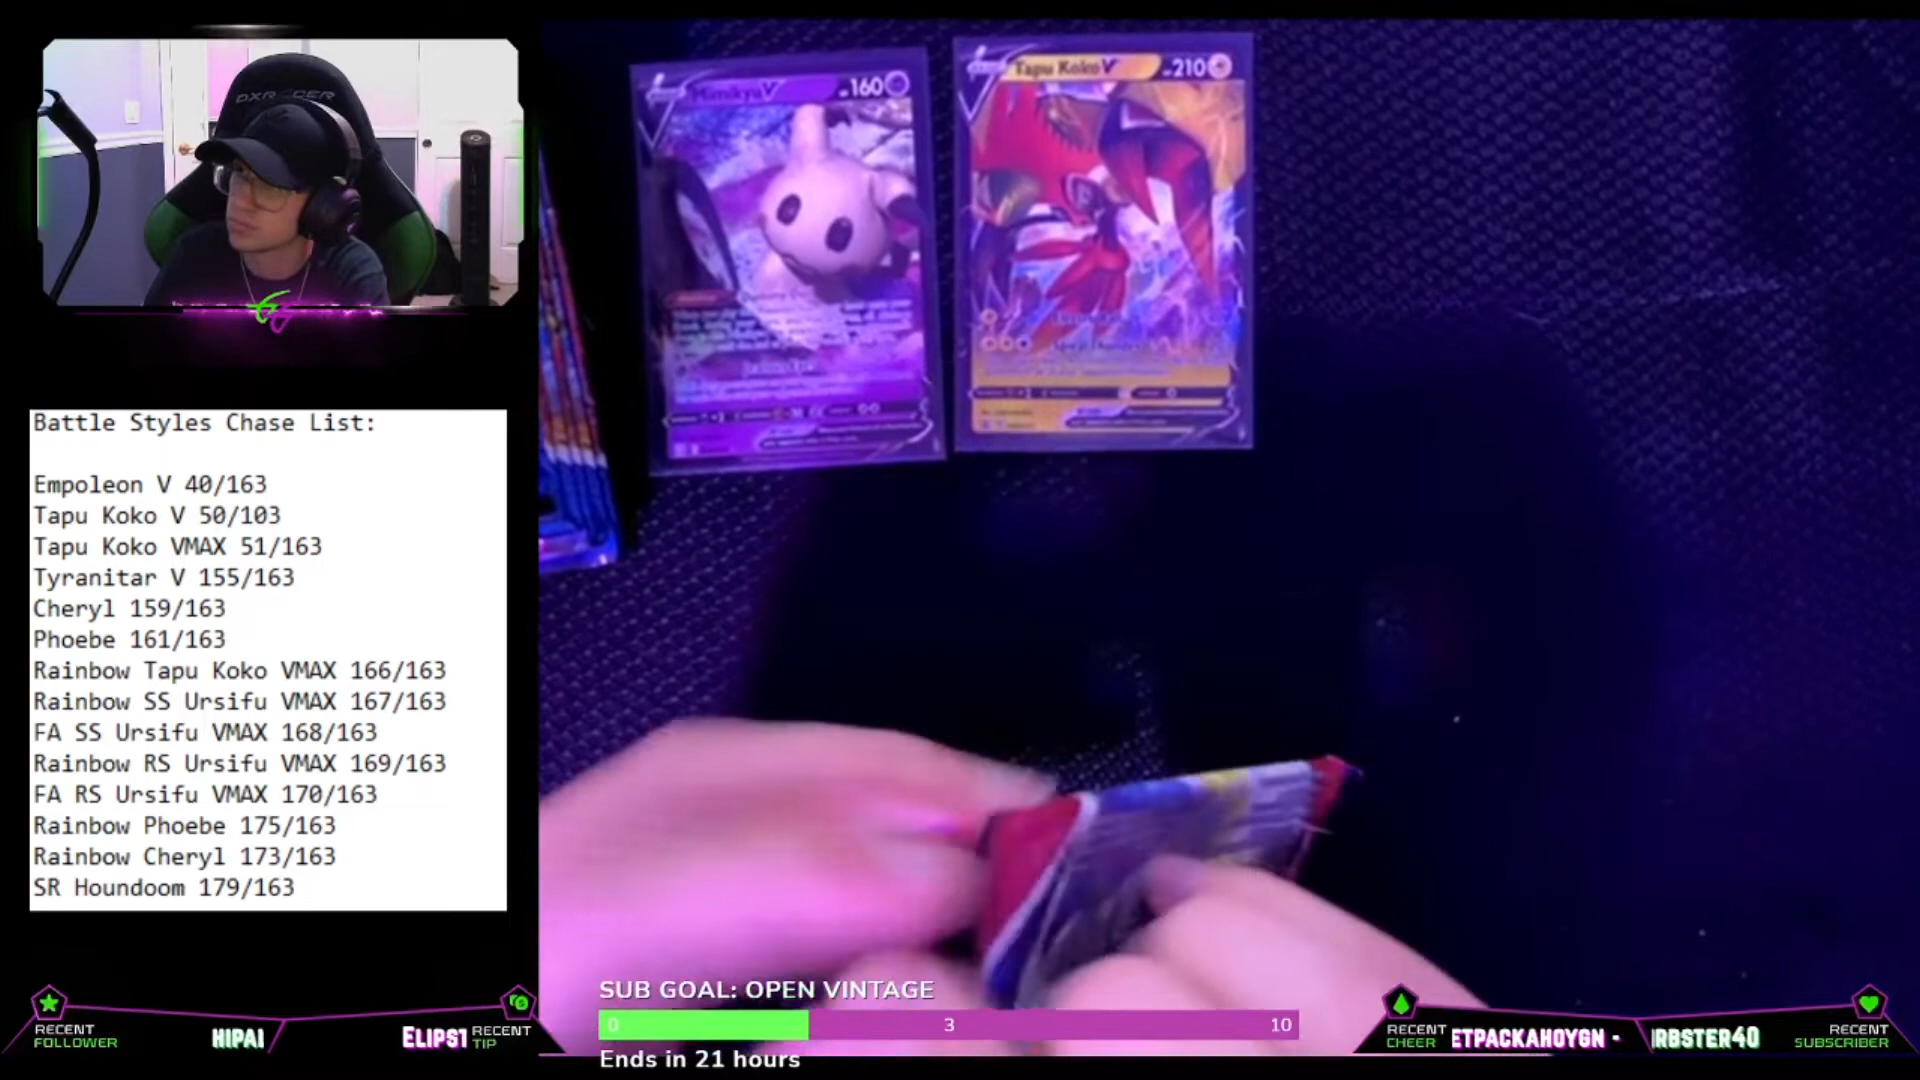 DXRACER
Mimikyu V 160
Tapu Koko V 210
Battle Styles Chase List:
Empoleon V 40/163
Tapu Koko V 50/103
Tapu Koko VMAX 51/163
Tyranitar V 155/163
Cheryl 159/163
Phoebe 161/163
Rainbow Tapu Koko VMAX 166/163
Rainbow SS Ursifu VMAX 167/163
FA SS Ursifu VMAX 168/163
Rainbow RS Ursifu VMAX 169/163
FA RS Ursifu VMAX 170/163
Rainbow Phoebe 175/163
Rainbow Cheryl 173/163
SR Houndoom 179/163
SUB GOAL: OPEN VINTAGE
0 3 10
Ends in 21 hours
RECENT FOLLOWER
HIPAI
ELIPS1
RECENT TIP
RECENT CHEER
ETPACKAHOYGN -
IRBSTER40
RECENT SUBSCRIBER